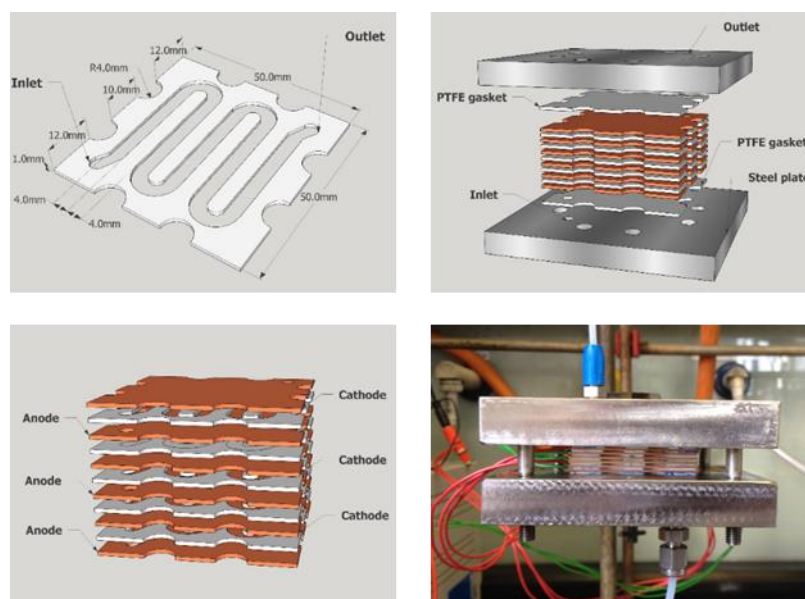 Outlet
12.0mm
50.0mm
R4.0mm
Inlet
10.0mm
12.0mm
1.0mm
4.0mm
4.0mm
50.0mm
Outlet
PTFE gasket
PTFE gasket
Steel plate
Inlet
Cathode
Anode
Cathode
Anode
Cathode
Anode